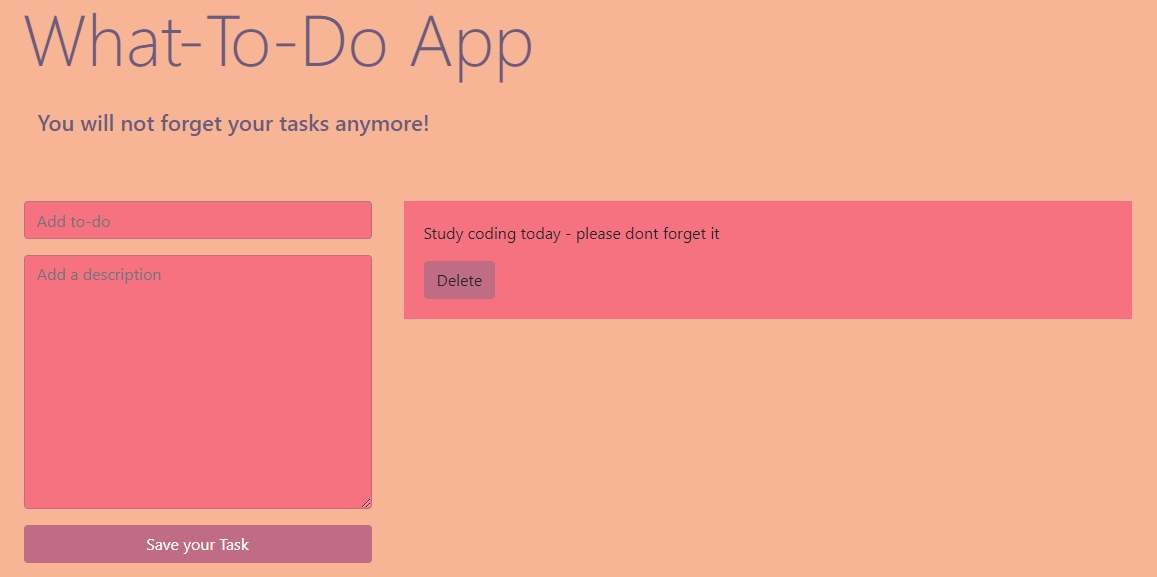 What-To-Do App
You will not forget your tasks anymore!
Add to-do
Add a description
Save your Task
Study coding today - please dont forget it
Delete